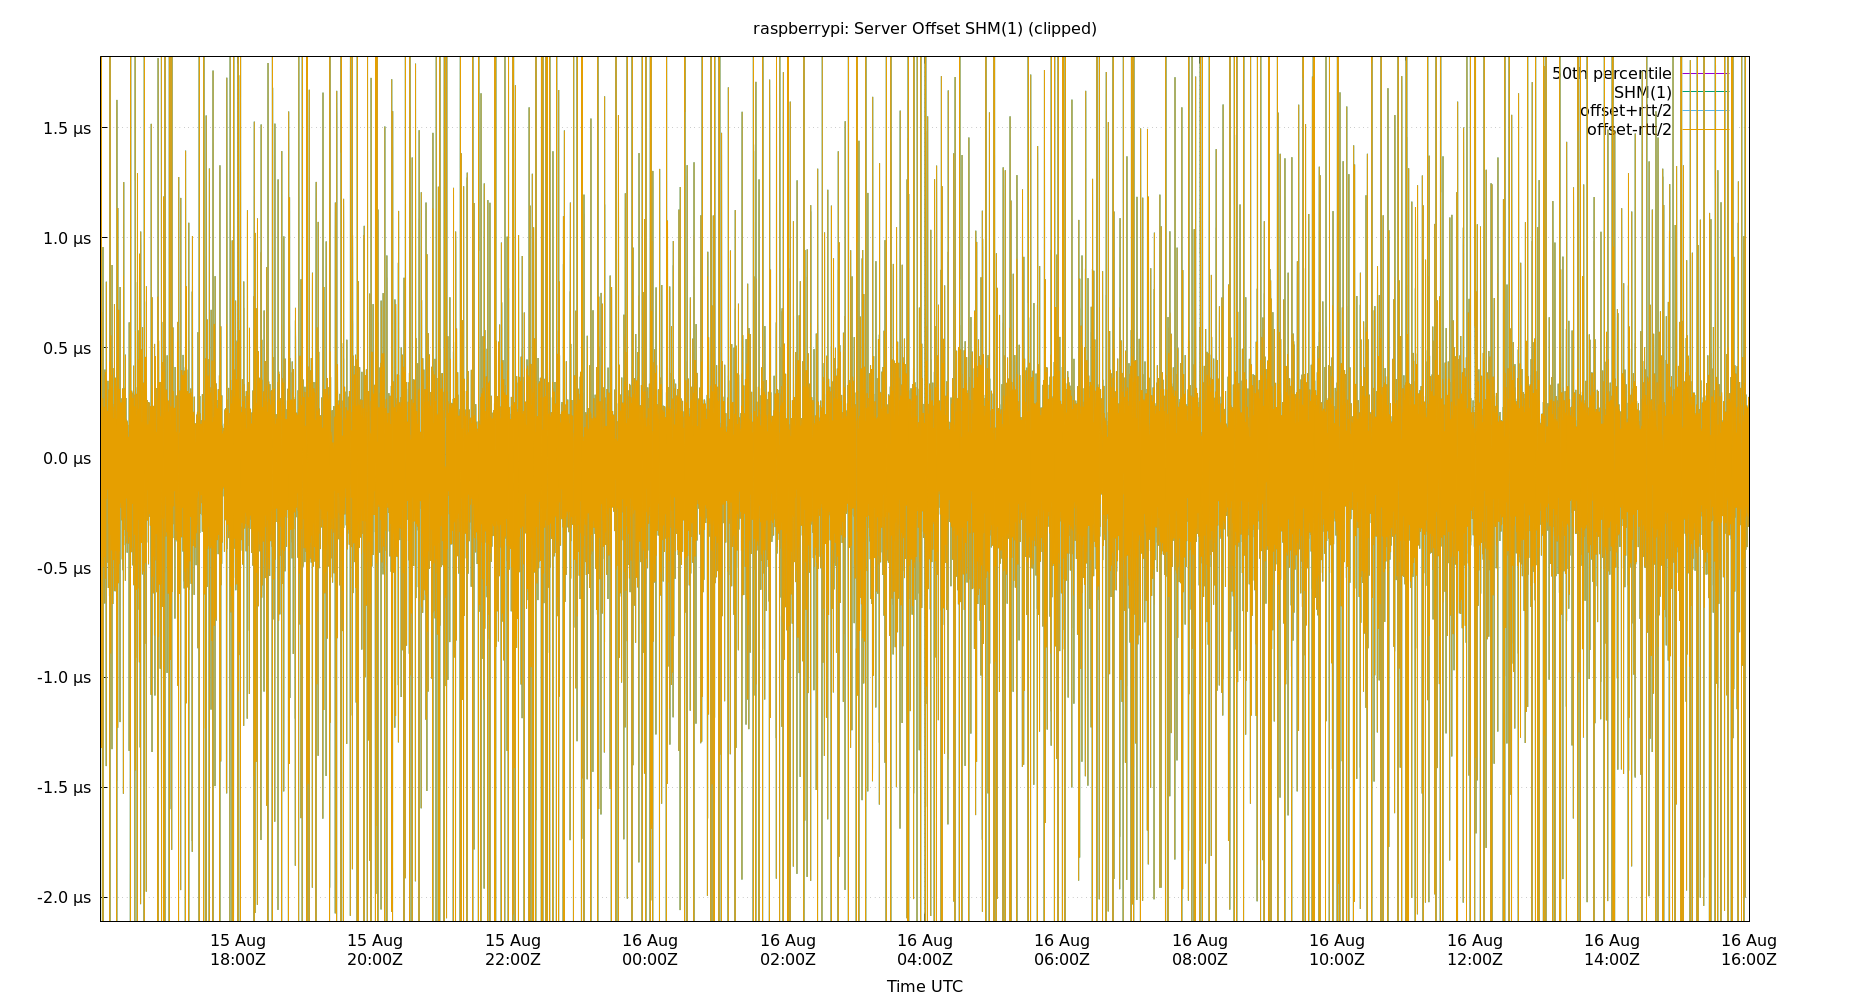 raspberrypi: Server Offset SHM(1) (clipped)
50th percentile
SHM(1)
offset+rtt/2
offset-rtt/2
1.5 µs
1.0 µs
0.5 µs
0.0 µs
-0.5 µs
-1.0 µs
-1.5 µs
-2.0 µs
15 Aug 15 Aug 15 Aug 16 Aug 16 Aug 16 Aug 16 Aug 16 Aug 16 Aug 16 Aug 16 Aug 16 Aug
18:00Z 20:00Z 22:00Z 00:00Z 02:00Z 04:00Z 06:00Z 08:00Z 10:00Z 12:00Z 14:00Z 16:00Z
Time UTC